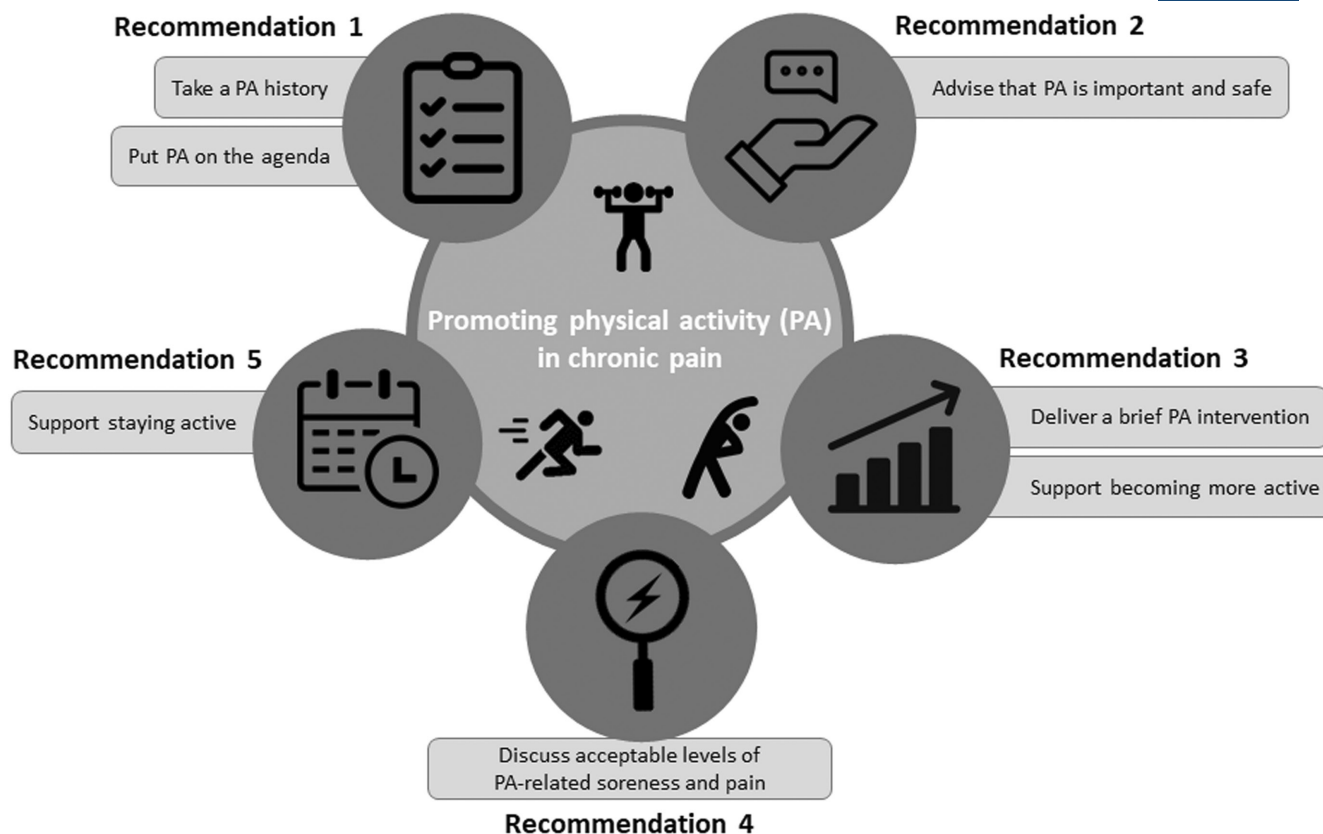 Recommendation 1
Take a PA history
Put PA on the agenda
Recommendation 2
Advise that PA is important and safe
Promoting physical activity (PA)
in chronic pain
Recommendation 3
Deliver a brief PA intervention
Support becoming more active
Discuss acceptable levels of
PA-related soreness and pain
Recommendation 4
Recommendation 5
Support staying active